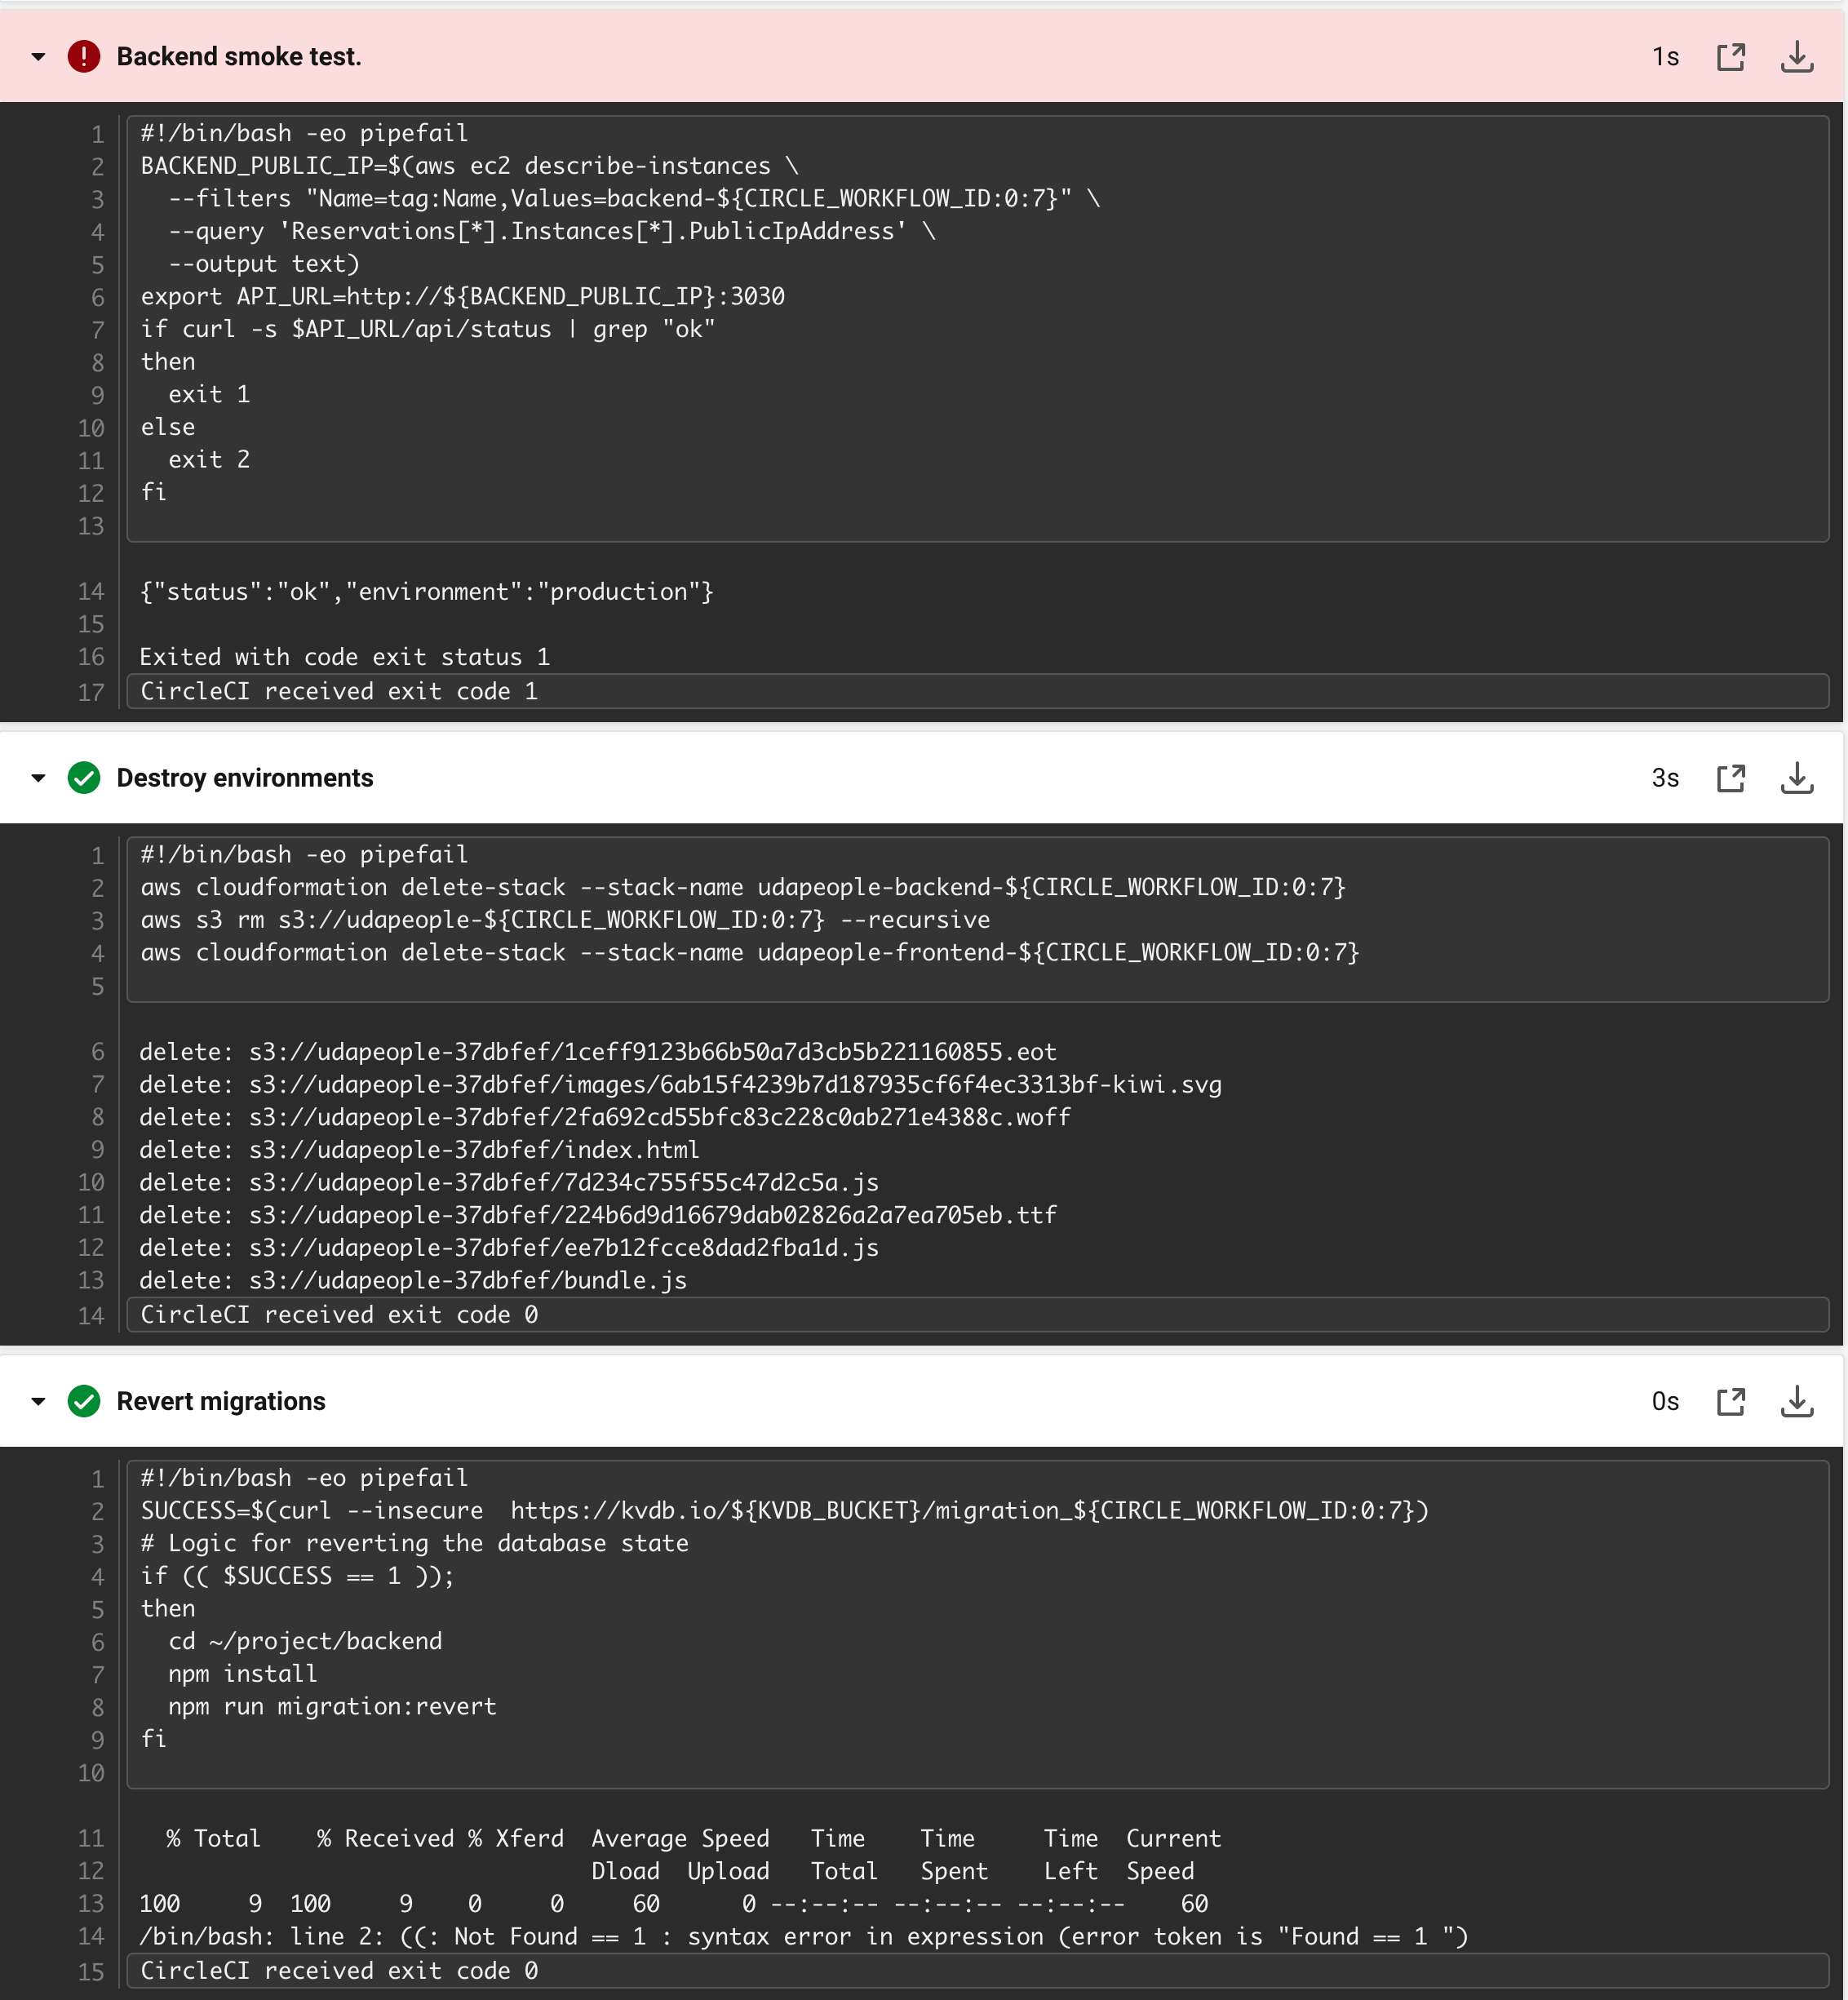 Backend smoke test.
1s
1 #!/bin/bash -eo pipefail
2 BACKEND_PUBLIC_IP=$(aws ec2 describe-instances \
3   --filters "Name=tag:Name,Values=backend-${CIRCLE_WORKFLOW_ID:0:7}" \
4   --query 'Reservations[*].Instances[*].PublicIpAddress' \
5   --output text)
6 export API_URL=http://${BACKEND_PUBLIC_IP}:3030
7 if curl -s $API_URL/api/status | grep "ok"
8 then
9   exit 1
10 else
11   exit 2
12 fi
13
14 {"status":"ok","environment":"production"}
15
16 Exited with code exit status 1
17 CircleCI received exit code 1
Destroy environments
3s
1 #!/bin/bash -eo pipefail
2 aws cloudformation delete-stack --stack-name udapeople-backend-${CIRCLE_WORKFLOW_ID:0:7}
3 aws s3 rm s3://udapeople-${CIRCLE_WORKFLOW_ID:0:7} --recursive
4 aws cloudformation delete-stack --stack-name udapeople-frontend-${CIRCLE_WORKFLOW_ID:0:7}
5
6 delete: s3://udapeople-37dbfef/1ceff9123b66b50a7d3cb5b221160855.eot
7 delete: s3://udapeople-37dbfef/images/6ab15f4239b7d187935cf6f4ec3313bf-kiwi.svg
8 delete: s3://udapeople-37dbfef/2fa692cd55bfc83c228c0ab271e4388c.woff
9 delete: s3://udapeople-37dbfef/index.html
10 delete: s3://udapeople-37dbfef/7d234c755f55c47d2c5a.js
11 delete: s3://udapeople-37dbfef/224b6d9d16679dab02826a2a7ea705eb.ttf
12 delete: s3://udapeople-37dbfef/ee7b12fcce8dad2fba1d.js
13 delete: s3://udapeople-37dbfef/bundle.js
14 CircleCI received exit code 0
Revert migrations
0s
1 #!/bin/bash -eo pipefail
2 SUCCESS=$(curl --insecure  https://kvdb.io/${KVDB_BUCKET}/migration_${CIRCLE_WORKFLOW_ID:0:7})
3 # Logic for reverting the database state
4 if (( $SUCCESS == 1 ));
5 then
6   cd ~/project/backend
7   npm install
8   npm run migration:revert
9 fi
10
11   % Total    % Received % Xferd  Average Speed   Time    Time     Time  Current
12                                  Dload  Upload   Total   Spent    Left  Speed
13 100     9  100     9    0     0     60      0 --:--:-- --:--:-- --:--:--    60
14 /bin/bash: line 2: ((: Not Found == 1 : syntax error in expression (error token is "Found == 1 ")
15 CircleCI received exit code 0